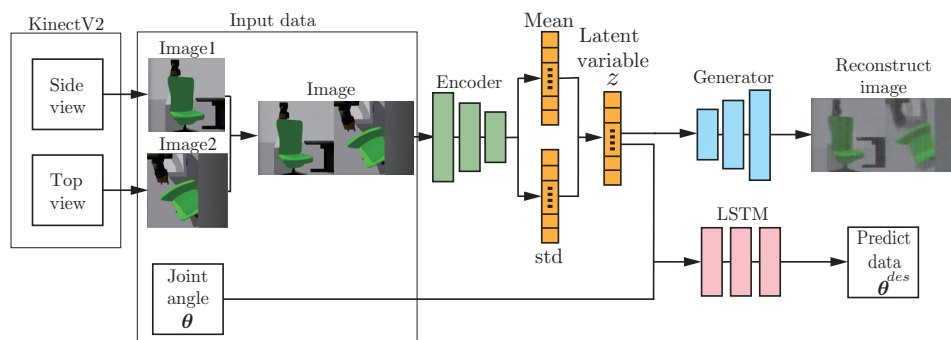 KinectV2
Side
view
Top
view
Input data
Image1
Image2
Image
Joint
angle
θ
Encoder
Mean
std
Latent
variable
z
Generator
Reconstruct
image
LSTM
Predict
data
θ^des